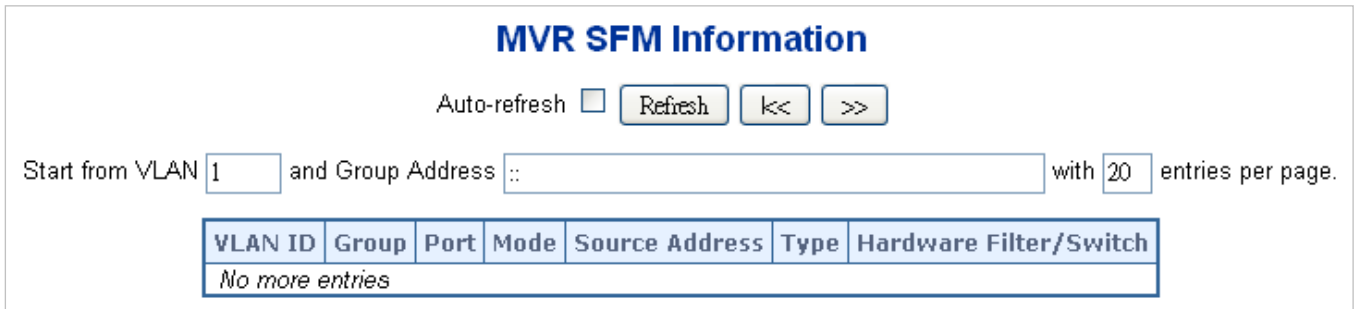 MVR SFM Information
Auto-refresh Refresh |<< >>
Start from VLAN 1 and Group Address :: with 20 entries per page.
VLAN ID Group Port Mode Source Address Type Hardware Filter/Switch
No more entries